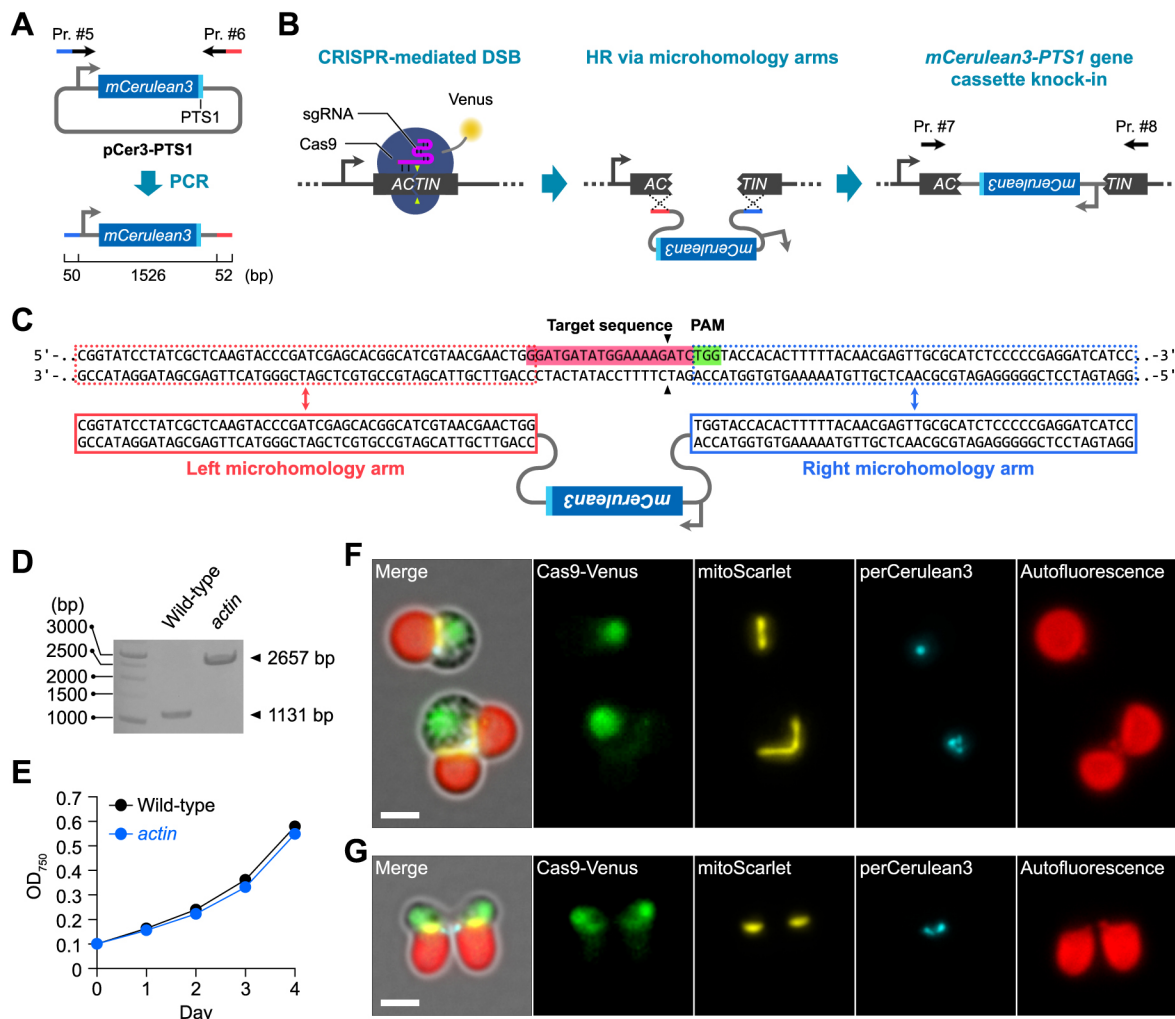 A
Pr. #5
Pr. #6
mCerulean3
PTS1
pCer3-PTS1
PCR
mCerulean3
50
1526
52
(bp)
B
CRISPR-mediated DSB
HR via microhomology arms
mCerulean3-PTS1 gene
cassette knock-in
Venus
sgRNA
Cas9
ACTIN
AC
TIN
mCerulean3
Pr. #7
Pr. #8
AC
mCerulean3
TIN
C
Target sequence
PAM
5'-..CGGTATCCTATCGCTCAAGTACCCGATCGAGCACGGCATCGTAACGAACTGGGATGATATGGAAAAGATCTGGTACCACACTTTTTACAACGAGTTGCGCATCTCCCCCGAGGATCATCC..-3'
3'-..GCCATAGGATAGCGAGTTCATGGGCTAGCTCGTGCCGTAGCATTGCTTGACCCTACTATACCTTTTCTAGACCATGGTGTGAAAAATGTTGCTCAACGCGTAGAGGGGGCTCCTAGTAGG..-5'
CGGTATCCTATCGCTCAAGTACCCGATCGAGCACGGCATCGTAACGAACTGG
GCCATAGGATAGCGAGTTCATGGGCTAGCTCGTGCCGTAGCATTGCTTGACC
TGGTACCACACTTTTTACAACGAGTTGCGCATCTCCCCCGAGGATCATCC
ACCATGGTGTGAAAAATGTTGCTCAACGCGTAGAGGGGGCTCCTAGTAGG
Left microhomology arm
Right microhomology arm
mCerulean3
D
(bp)
Wild-type
actin
3000
2500
2000
1500
1000
2657 bp
1131 bp
E
0.7
0.6
0.5
0.4
0.3
0.2
0.1
0
OD750
Wild-type
actin
0
1
2
3
4
Day
F
Merge
Cas9-Venus
mitoScarlet
perCerulean3
Autofluorescence
G
Merge
Cas9-Venus
mitoScarlet
perCerulean3
Autofluorescence